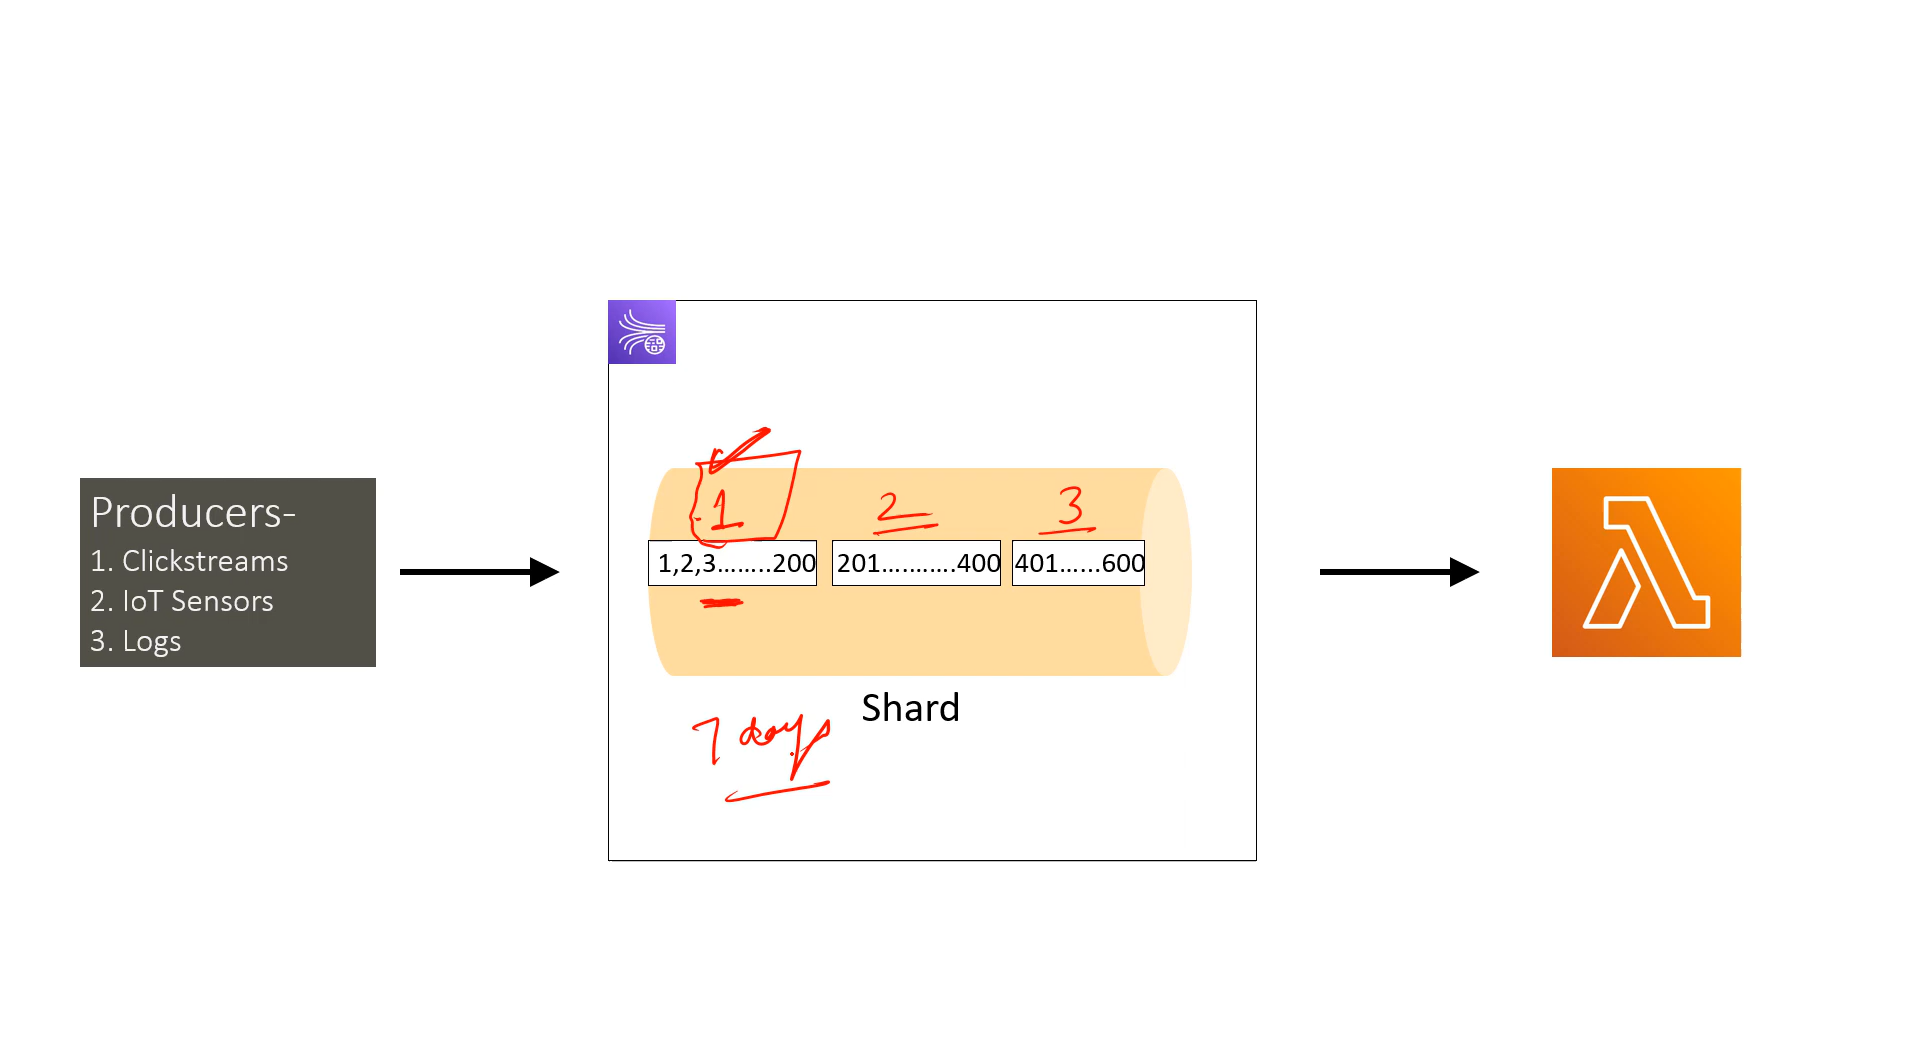 Producers-
1. Clickstreams
2. IoT Sensors
3. Logs
1 2 3
1,2,3........200 201..........400 401......600
Shard
7 days